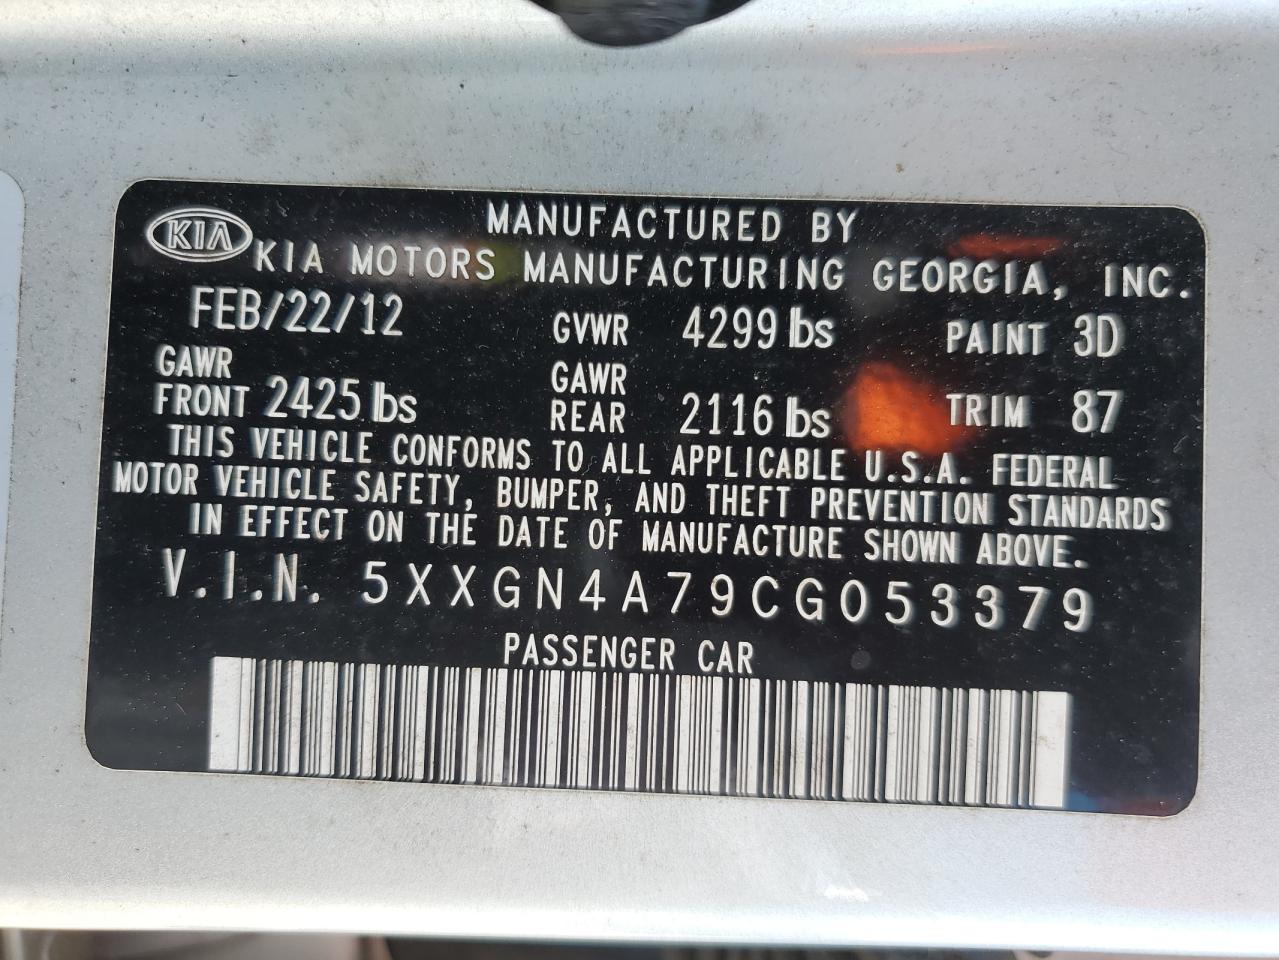 MANUFACTURED BY
KIA KIA MOTORS MANUFACTURING GEORGIA, INC.
FEB/22/12 GVWR 4299 lbs PAINT 3D
GAWR FRONT 2425 lbs GAWR REAR 2116 lbs TRIM 87
THIS VEHICLE CONFORMS TO ALL APPLICABLE U.S.A. FEDERAL
MOTOR VEHICLE SAFETY, BUMPER, AND THEFT PREVENTION STANDARDS
IN EFFECT ON THE DATE OF MANUFACTURE SHOWN ABOVE.
V.I.N. 5XXGN4A79CG053379
PASSENGER CAR